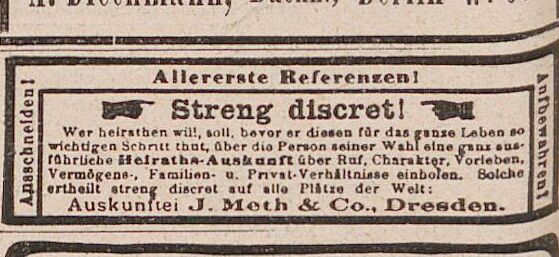 Berlin W.
Ausschneiden!
Allererste Referenzen!
Streng discret!
Wer heirathen will, soll, bevor er diesen für das ganze Leben so
wichtigen Schritt thut, über die Person seiner Wahl eine ganz aus-
führliche Heiraths-Auskunft über Ruf, Charakter, Vorleben,
Vermögens-, Familien- u. Privat-Verhältnisse einholen. Solche
ertheilt streng discret auf alle Plätze der Welt:
Auskunftei J. Moth & Co., Dresden.
Aufbewahren!